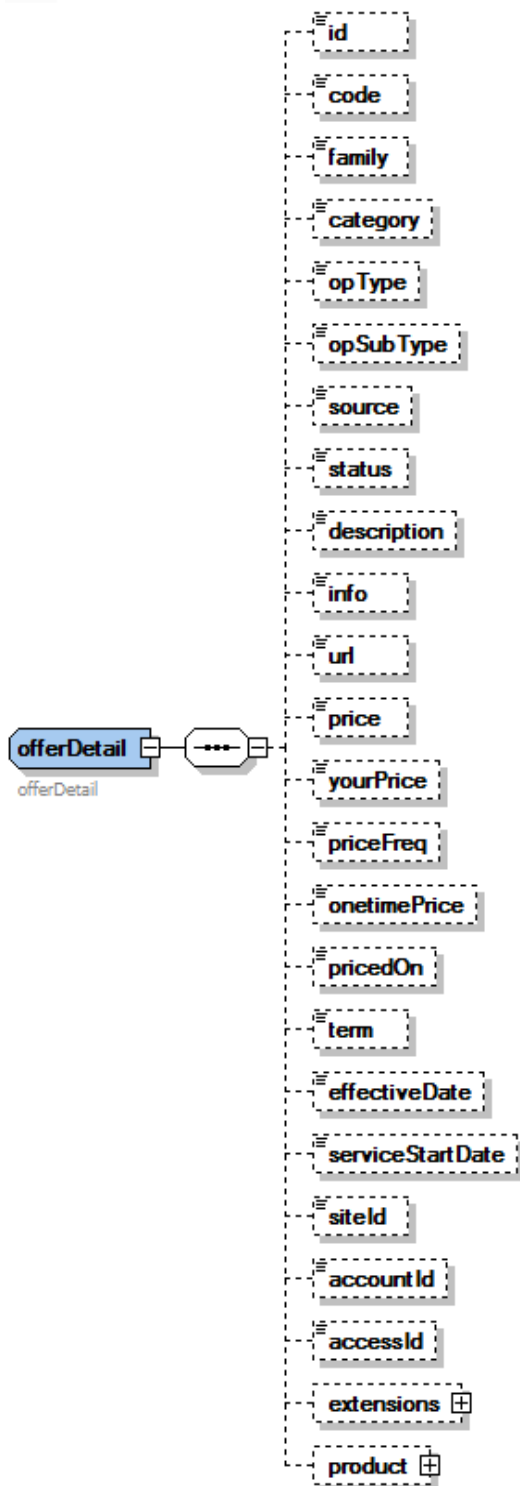 id
code
family
category
opType
opSubType
source
status
description
info
url
price
offerDetail
offerDetail
yourPrice
priceFreq
onetimePrice
pricedOn
term
effectiveDate
serviceStartDate
siteId
accountId
accessId
extensions
product